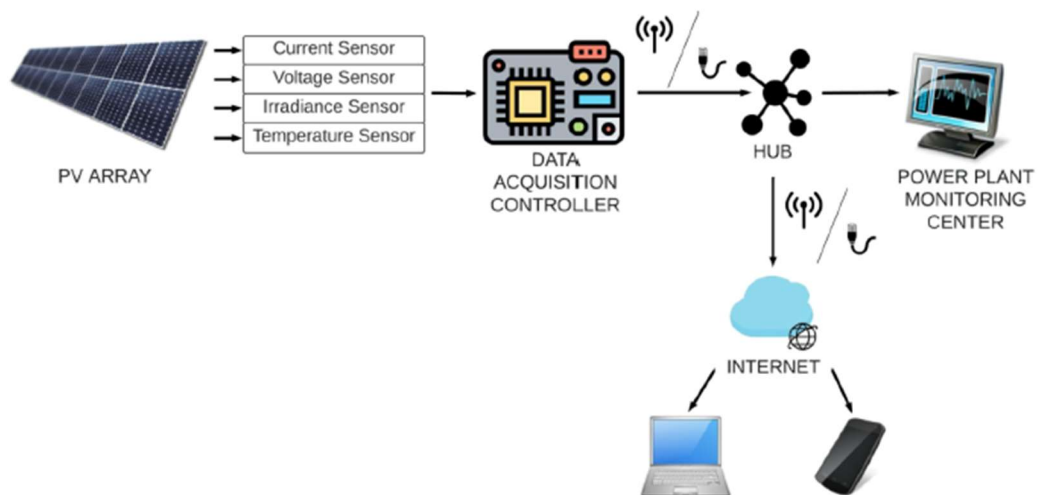 Current Sensor
Voltage Sensor
Irradiance Sensor
Temperature Sensor
PV ARRAY
DATA
ACQUISITION
CONTROLLER
HUB
POWER PLANT
MONITORING
CENTER
INTERNET